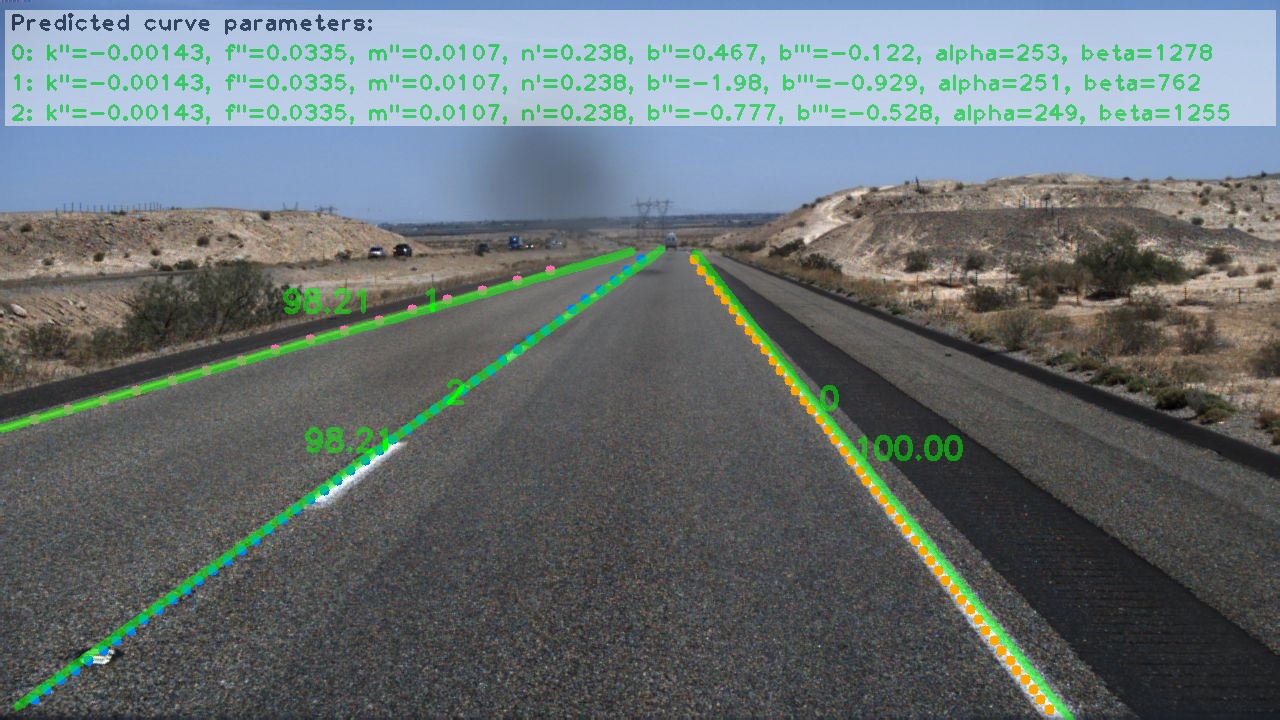 Predicted curve parameters:
0: k"=-0.00143, f"=0.0335, m"=0.0107, n'=0.238, b"=0.467, b'''=-0.122, alpha=253, beta=1278
1: k"=-0.00143, f"=0.0335, m"=0.0107, n'=0.238, b"=-1.98, b'''=-0.929, alpha=251, beta=762
2: k"=-0.00143, f"=0.0335, m"=0.0107, n'=0.238, b"=-0.777, b'''=-0.528, alpha=249, beta=1255
98.21 1
2 0
98.21 100.00